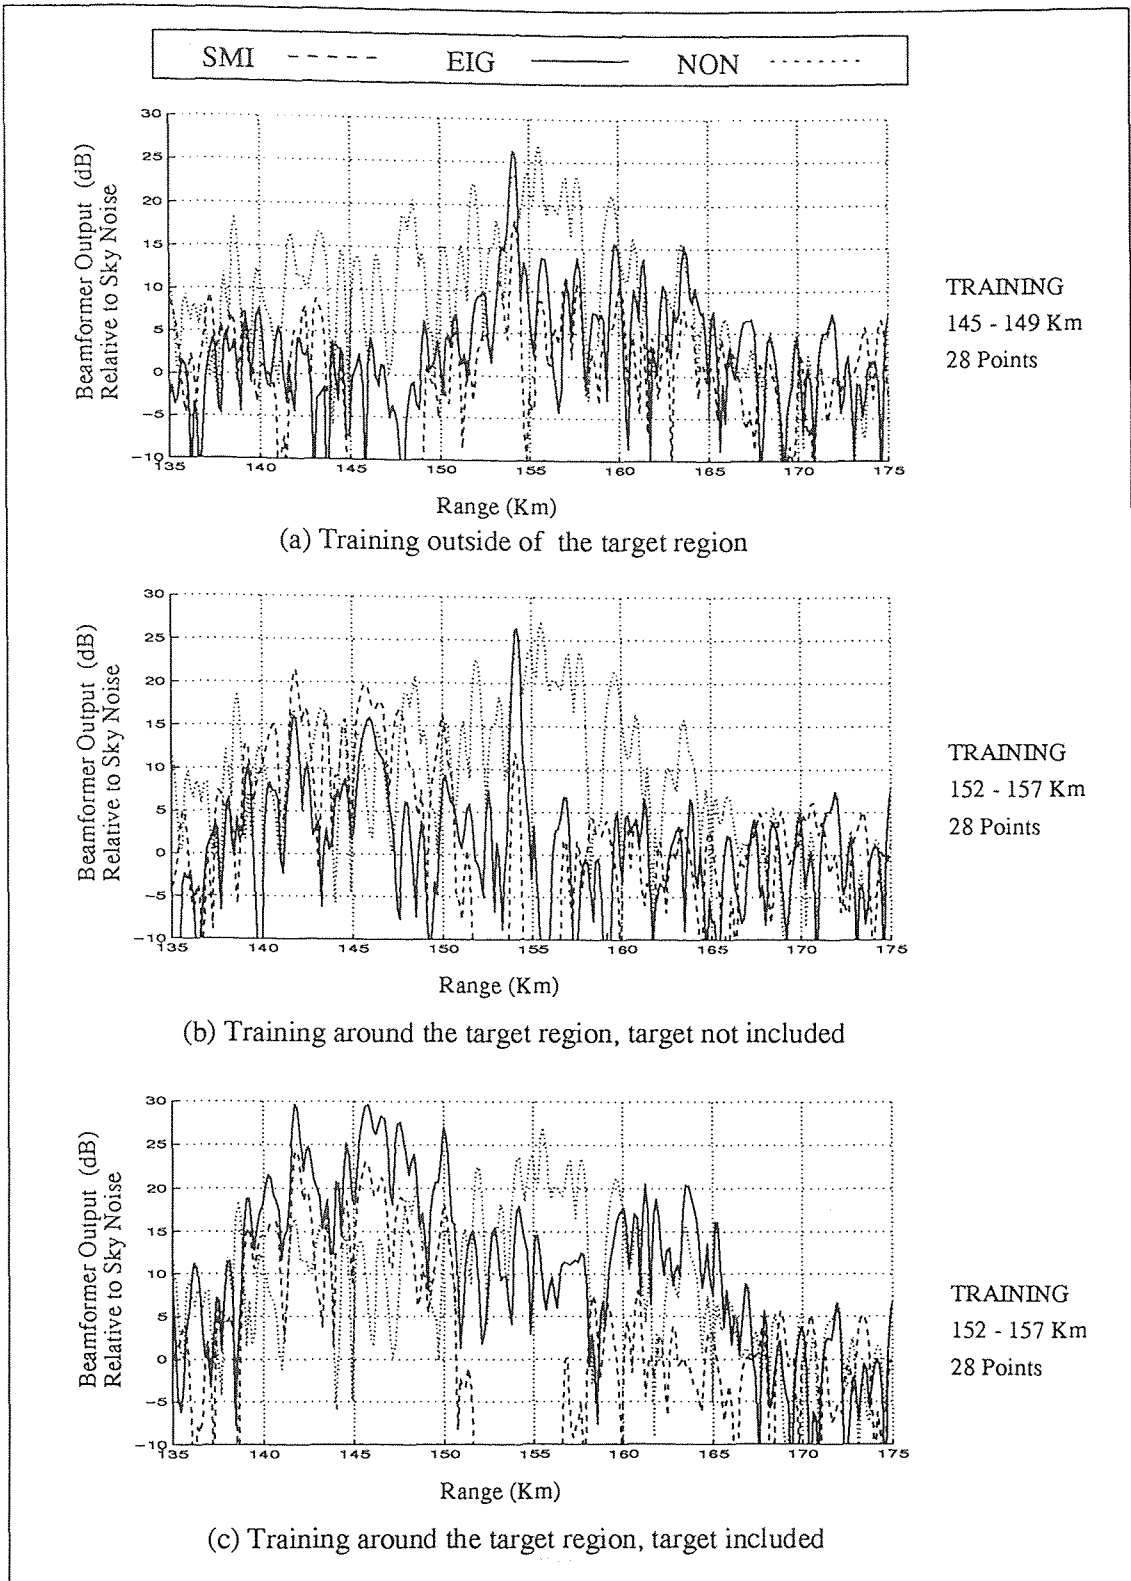 SMI EIG NON
30
25
20
15
10
5
0
−5
−10
135 140 145 150 155 160 165 170 175
Beamformer Output (dB)
Relative to Sky Noise
Range (Km)
TRAINING
145 - 149 Km
28 Points
(a) Training outside of the target region
30
25
20
15
10
5
0
−5
−10
135 140 145 150 155 160 165 170 175
Beamformer Output (dB)
Relative to Sky Noise
Range (Km)
TRAINING
152 - 157 Km
28 Points
(b) Training around the target region, target not included
30
25
20
15
10
5
0
−5
−10
135 140 145 150 155 160 165 170 175
Beamformer Output (dB)
Relative to Sky Noise
Range (Km)
TRAINING
152 - 157 Km
28 Points
(c) Training around the target region, target included